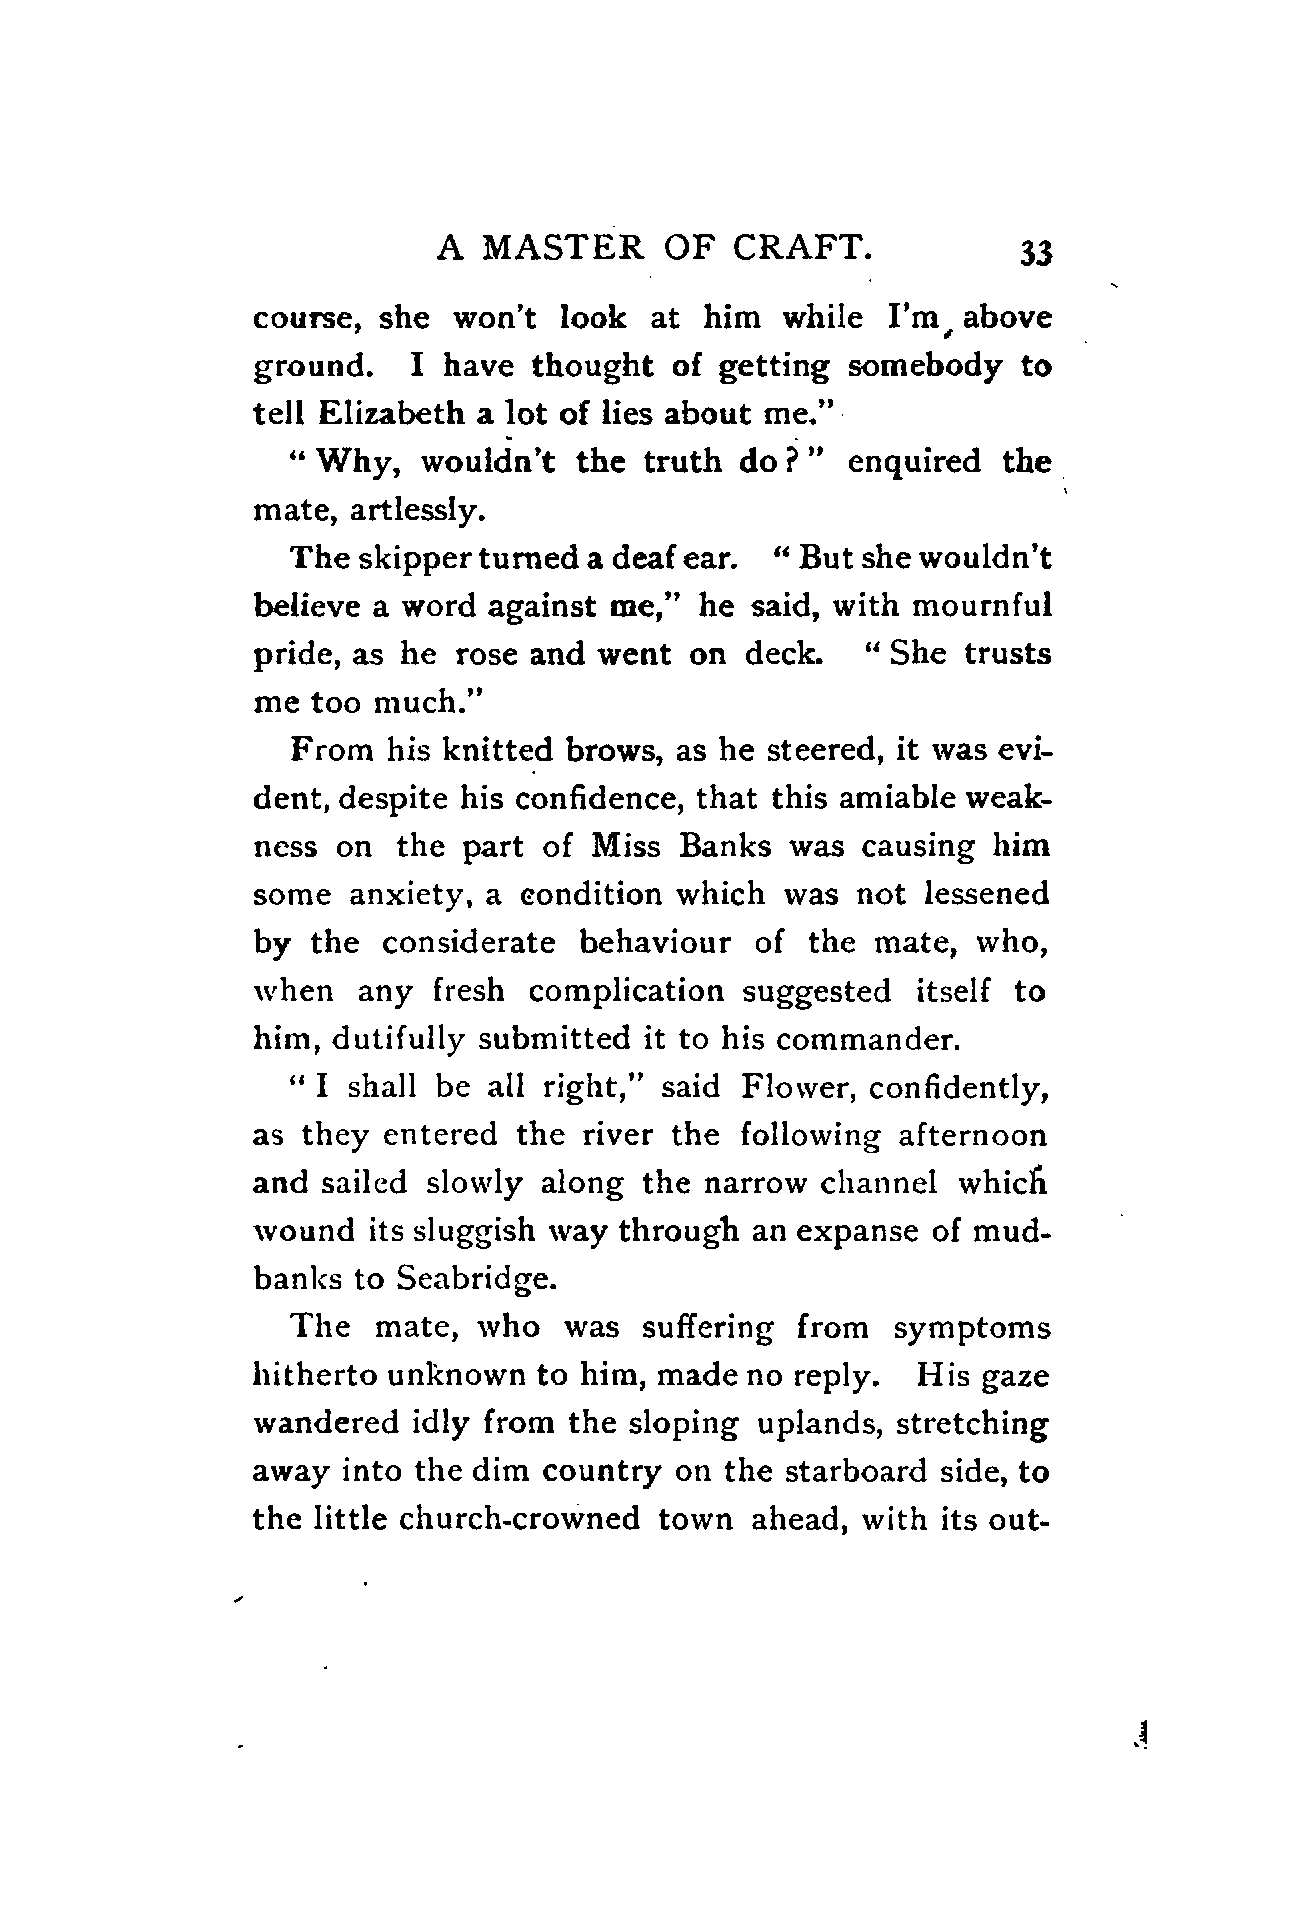 A MASTER OF CRAFT. 33
course, she won't look at him while I'm above
ground. I have thought of getting somebody to
tell Elizabeth a lot of lies about me."
"Why, wouldn't the truth do?" enquired the
mate, artlessly.
The skipper turned a deaf ear. "But she wouldn't
believe a word against me," he said, with mournful
pride, as he rose and went on deck. "She trusts
me too much."
From his knitted brows, as he steered, it was evi-
dent, despite his confidence, that this amiable weak-
ness on the part of Miss Banks was causing him
some anxiety, a condition which was not lessened
by the considerate behaviour of the mate, who,
when any fresh complication suggested itself to
him, dutifully submitted it to his commander.
"I shall be all right," said Flower, confidently,
as they entered the river the following afternoon
and sailed slowly along the narrow channel which
wound its sluggish way through an expanse of mud-
banks to Seabridge.
The mate, who was suffering from symptoms
hitherto unknown to him, made no reply. His gaze
wandered idly from the sloping uplands, stretching
away into the dim country on the starboard side, to
the little church-crowned town ahead, with its out-